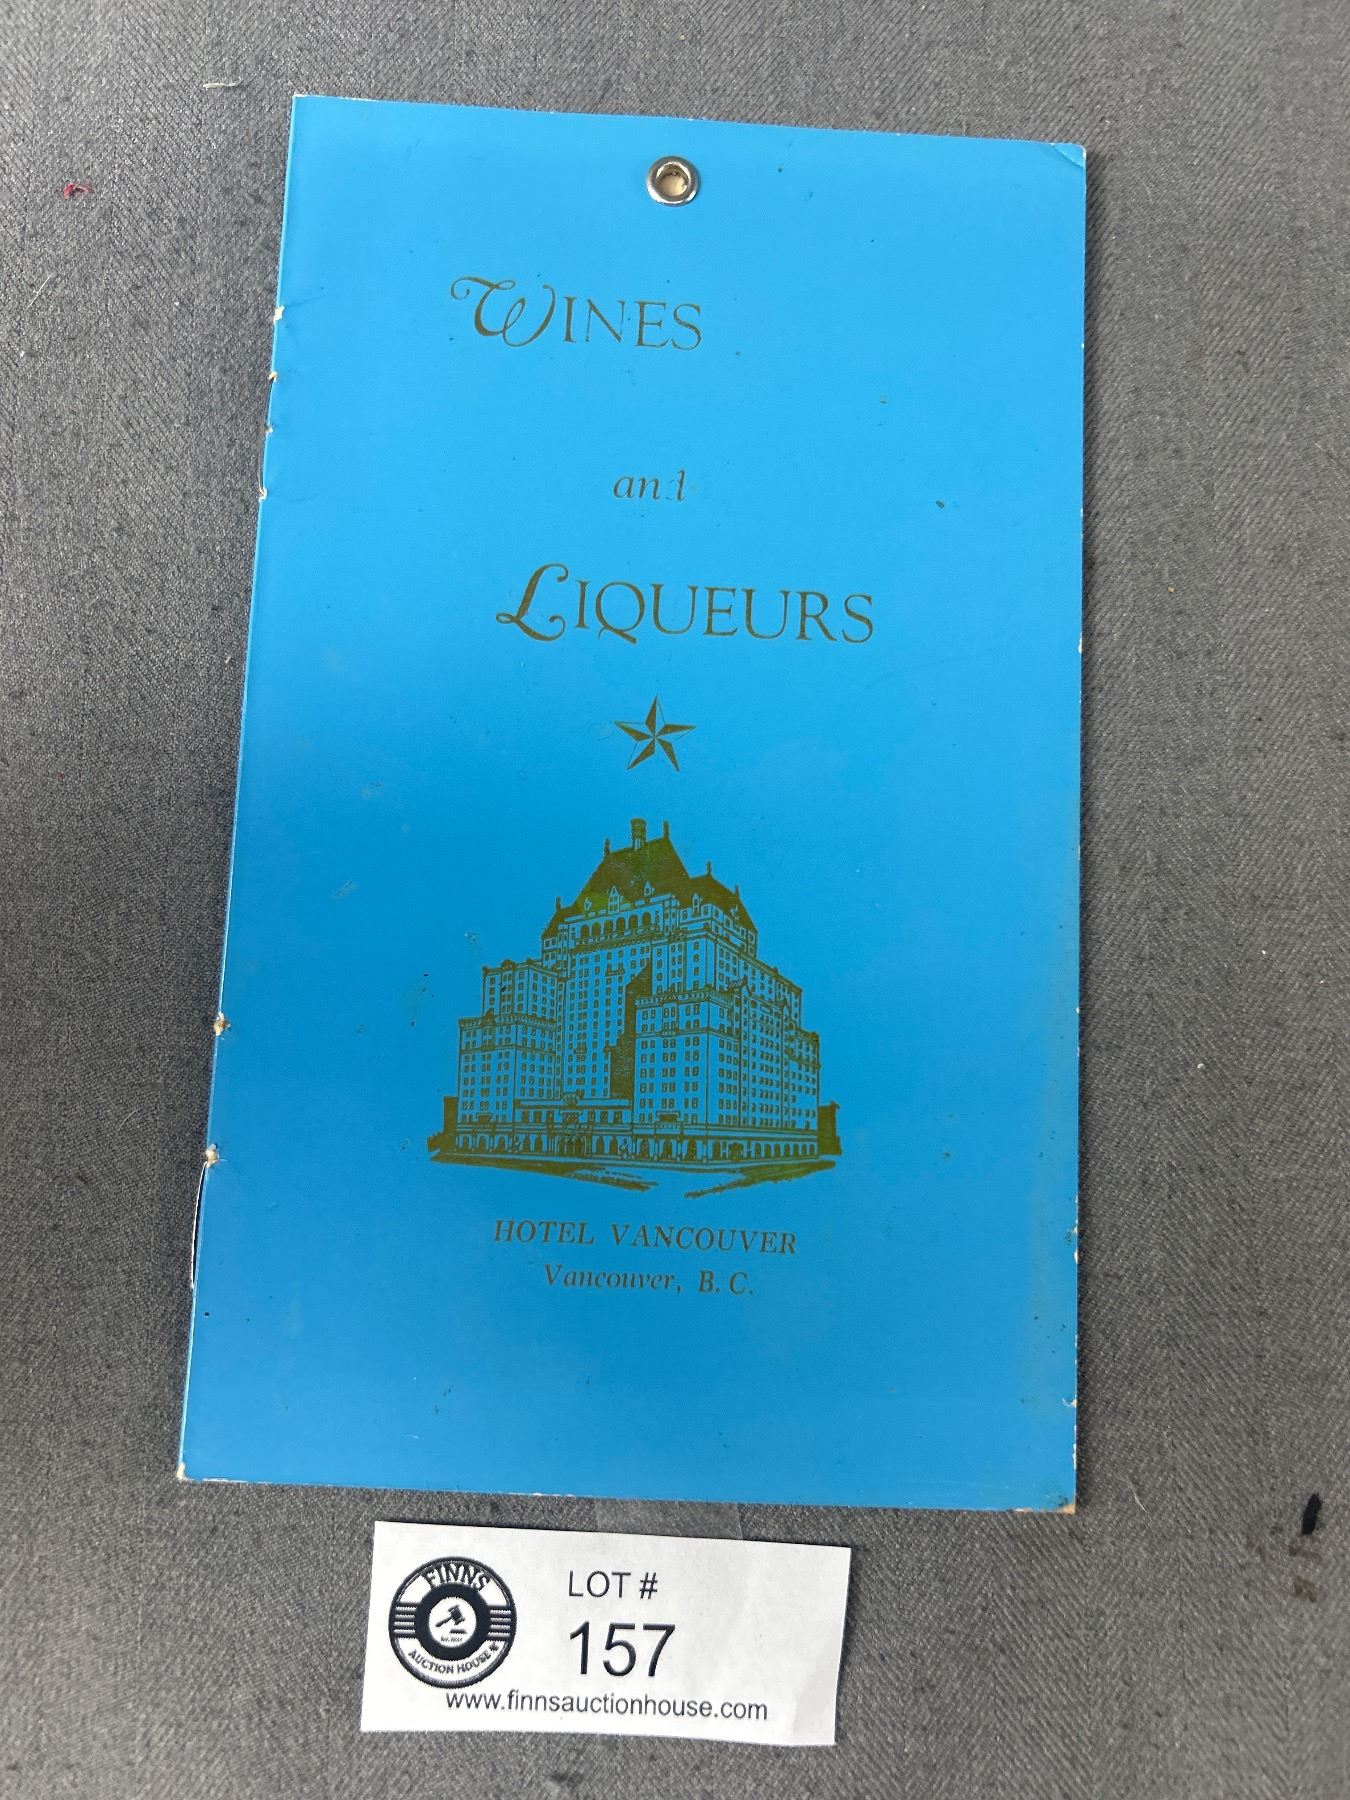 WINES
and
LIQUEURS
HOTEL VANCOUVER
Vancouver, B.C.
FINNS
AUCTION HOUSE
LOT #
157
www.finnsauctionhouse.com